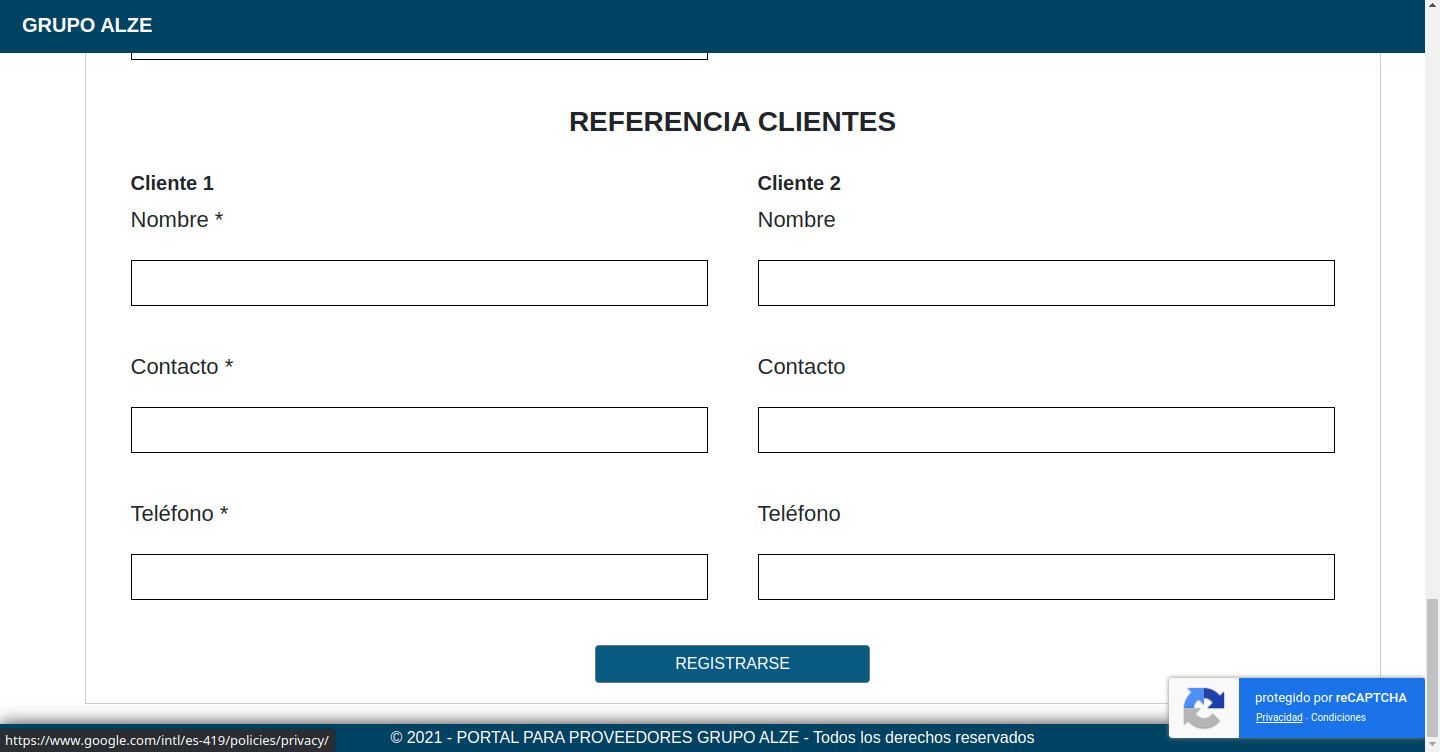 GRUPO ALZE
REFERENCIA CLIENTES
Cliente 1
Cliente 2
Nombre *
Nombre
Contacto *
Contacto
Teléfono *
Teléfono
REGISTRARSE
protegido por reCAPTCHA
Privacidad - Condiciones
https://www.google.com/intl/es-419/policies/privacy/
© 2021 - PORTAL PARA PROVEEDORES GRUPO ALZE - Todos los derechos reservados